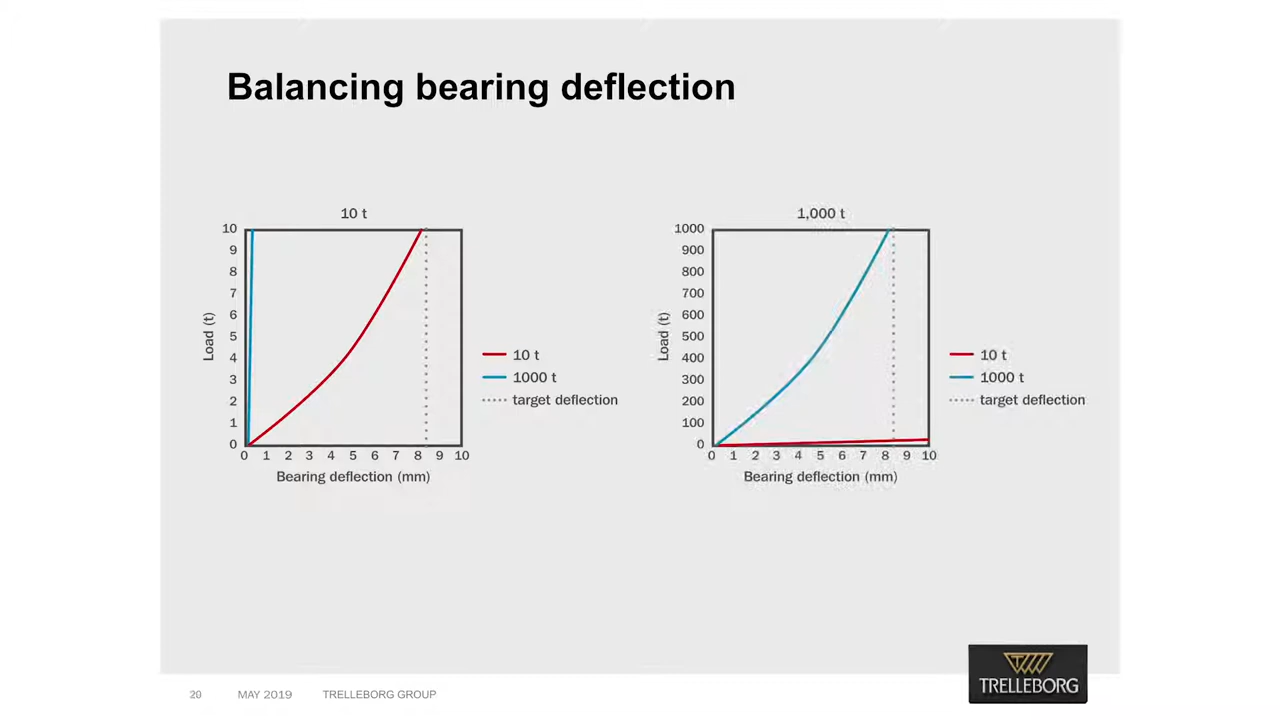 Balancing bearing deflection
10 t
10
9
8
7
6
5
4
3
2
1
0
Load (t)
0 1 2 3 4 5 6 7 8 9 10
Bearing deflection (mm)
10 t
1000 t
target deflection
1,000 t
1000
900
800
700
600
500
400
300
200
100
0
Load (t)
0 1 2 3 4 5 6 7 8 9 10
Bearing deflection (mm)
10 t
1000 t
target deflection
T
TRELLEBORG
20 MAY 2019 TRELLEBORG GROUP